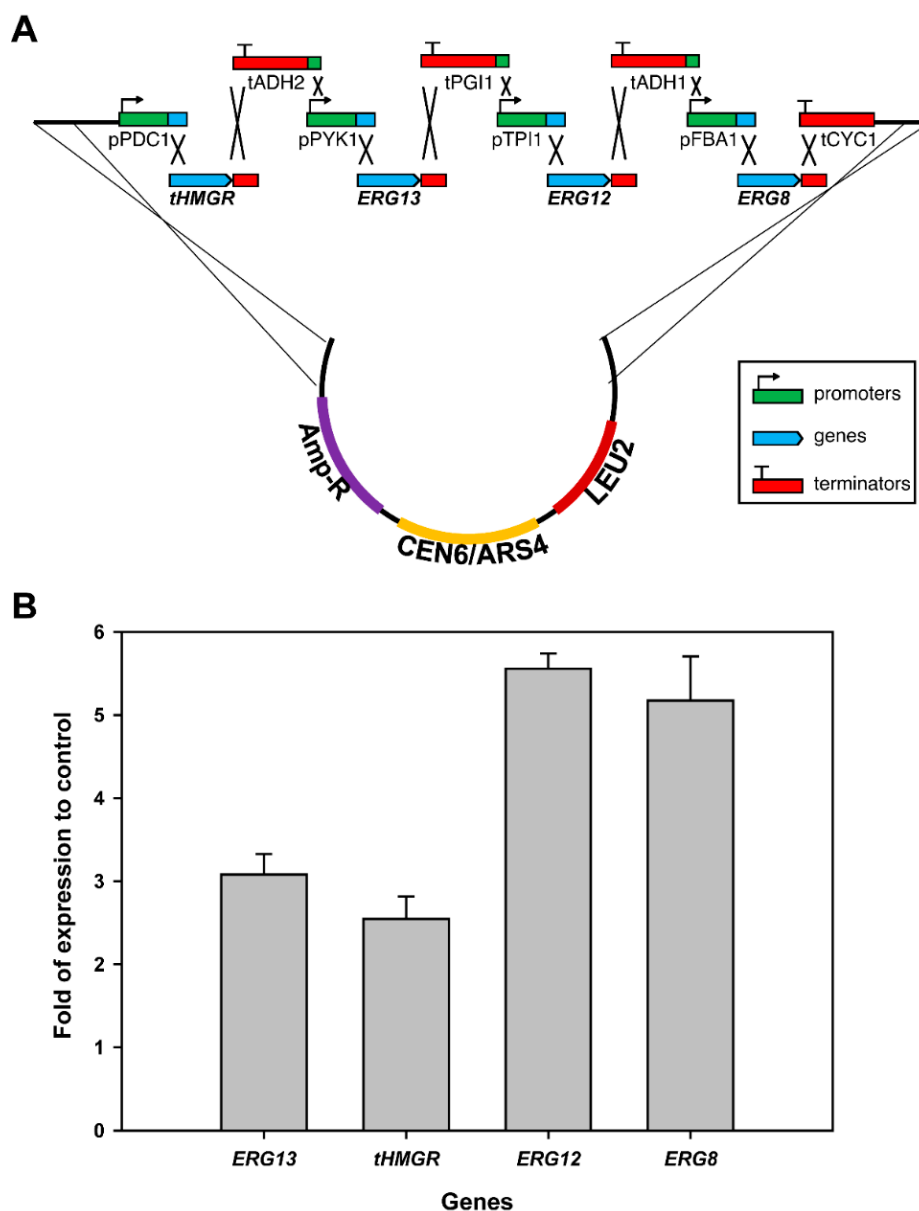 A
tADH2
tPGI1
tADH1
pPDC1
pPYK1
pTPI1
pFBA1
tCYC1
tHMGR
ERG13
ERG12
ERG8
Amp-R
CEN6/ARS4
LEU2
promoters
genes
terminators
B
Fold of expression to control
6
5
4
3
2
1
0
ERG13
tHMGR
ERG12
ERG8
Genes